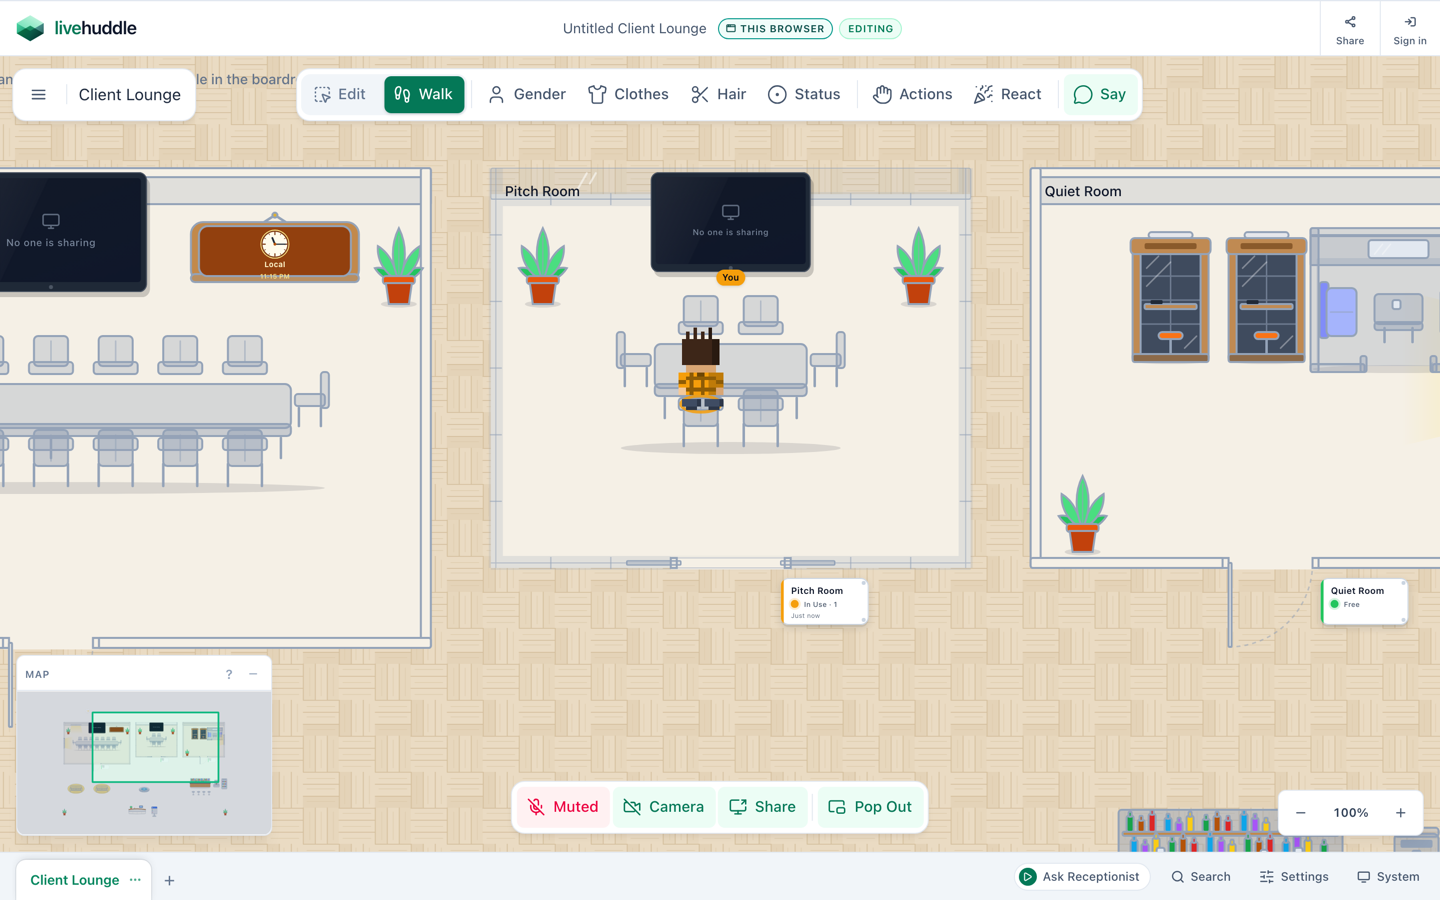 livehuddle
Untitled Client Lounge
THIS BROWSER
EDITING
Share
Sign in
le in the boardr
Client Lounge
Edit
Walk
Gender
Clothes
Hair
Status
Actions
React
Say
No one is sharing
Local
11:15 PM
Pitch Room
No one is sharing
You
Quiet Room
Pitch Room
In Use · 1
Just now
Quiet Room
Free
MAP
?
Muted
Camera
Share
Pop Out
100%
Client Lounge
Ask Receptionist
Search
Settings
System